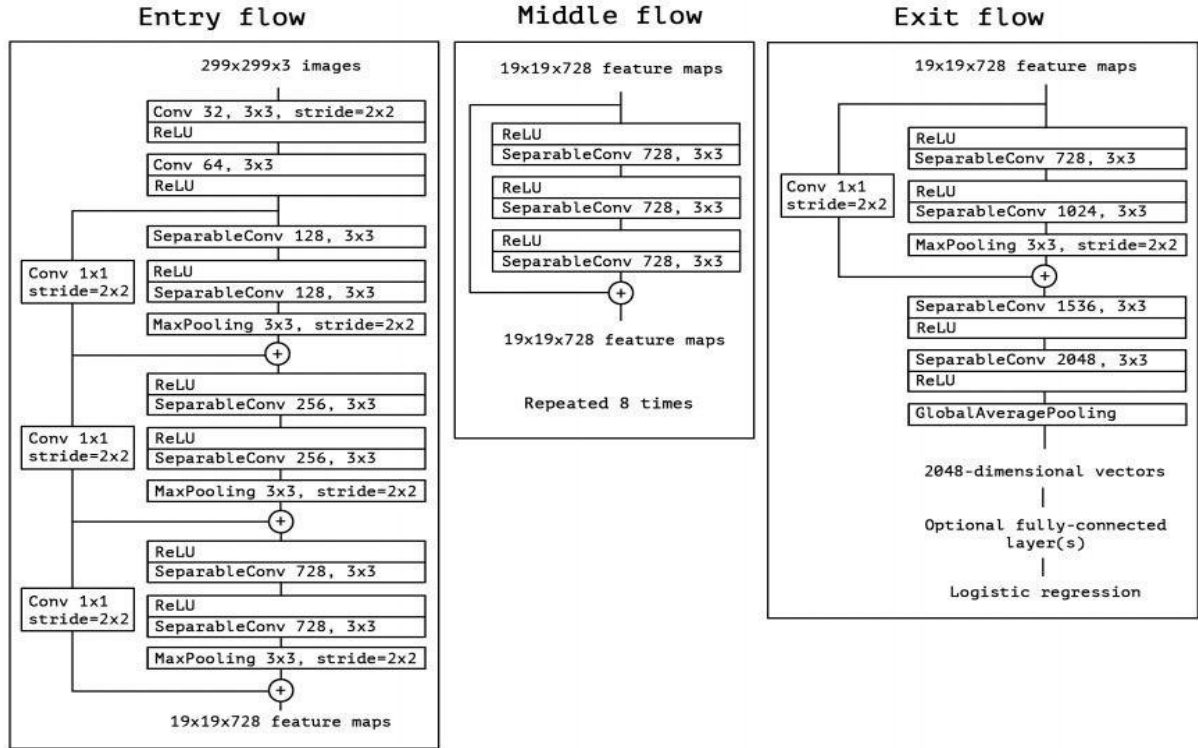 Entry flow
299x299x3 images
Conv 32, 3x3, stride=2x2
ReLU
Conv 64, 3x3
ReLU
SeparableConv 128, 3x3
Conv 1x1
stride=2x2
ReLU
SeparableConv 128, 3x3
MaxPooling 3x3, stride=2x2
+
ReLU
SeparableConv 256, 3x3
Conv 1x1
stride=2x2
ReLU
SeparableConv 256, 3x3
MaxPooling 3x3, stride=2x2
+
ReLU
SeparableConv 728, 3x3
Conv 1x1
stride=2x2
ReLU
SeparableConv 728, 3x3
MaxPooling 3x3, stride=2x2
+
19x19x728 feature maps
Middle flow
19x19x728 feature maps
ReLU
SeparableConv 728, 3x3
ReLU
SeparableConv 728, 3x3
ReLU
SeparableConv 728, 3x3
+
19x19x728 feature maps
Repeated 8 times
Exit flow
19x19x728 feature maps
ReLU
SeparableConv 728, 3x3
Conv 1x1
stride=2x2
ReLU
SeparableConv 1024, 3x3
MaxPooling 3x3, stride=2x2
+
SeparableConv 1536, 3x3
ReLU
SeparableConv 2048, 3x3
ReLU
GlobalAveragePooling
2048-dimensional vectors
Optional fully-connected
layer(s)
Logistic regression